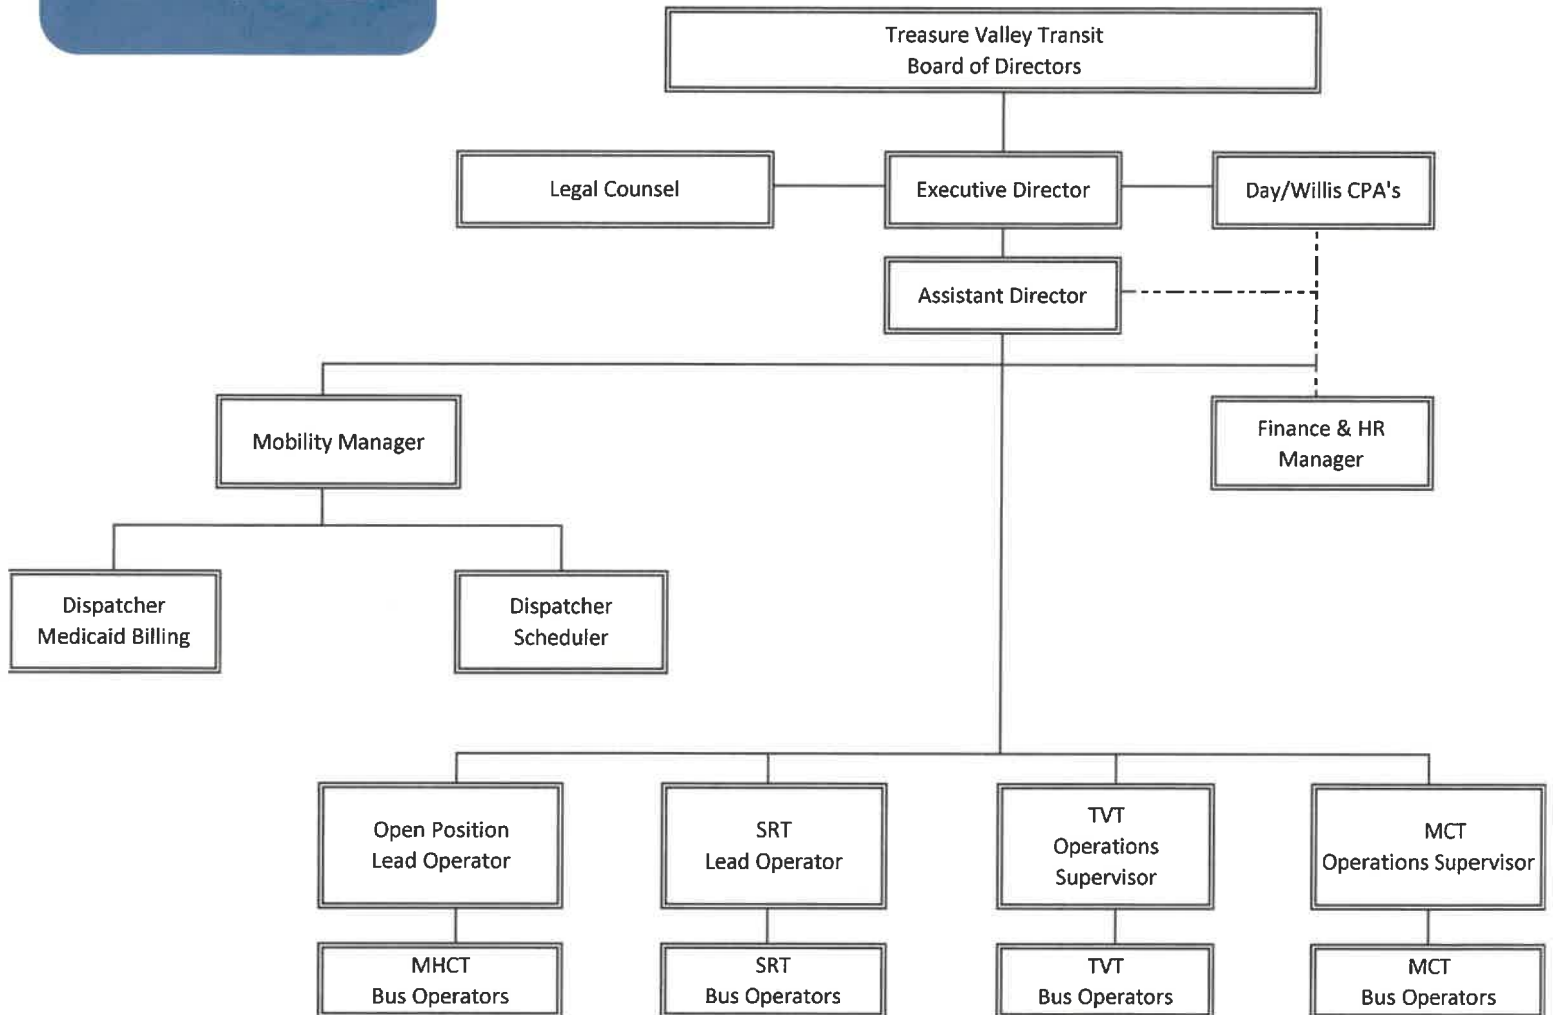 Treasure Valley Transit
Board of Directors
Legal Counsel
Executive Director
Day/Willis CPA's
Assistant Director
Mobility Manager
Finance & HR
Manager
Dispatcher
Medicaid Billing
Dispatcher
Scheduler
Open Position
Lead Operator
SRT
Lead Operator
TVT
Operations
Supervisor
MCT
Operations Supervisor
MHCT
Bus Operators
SRT
Bus Operators
TVT
Bus Operators
MCT
Bus Operators